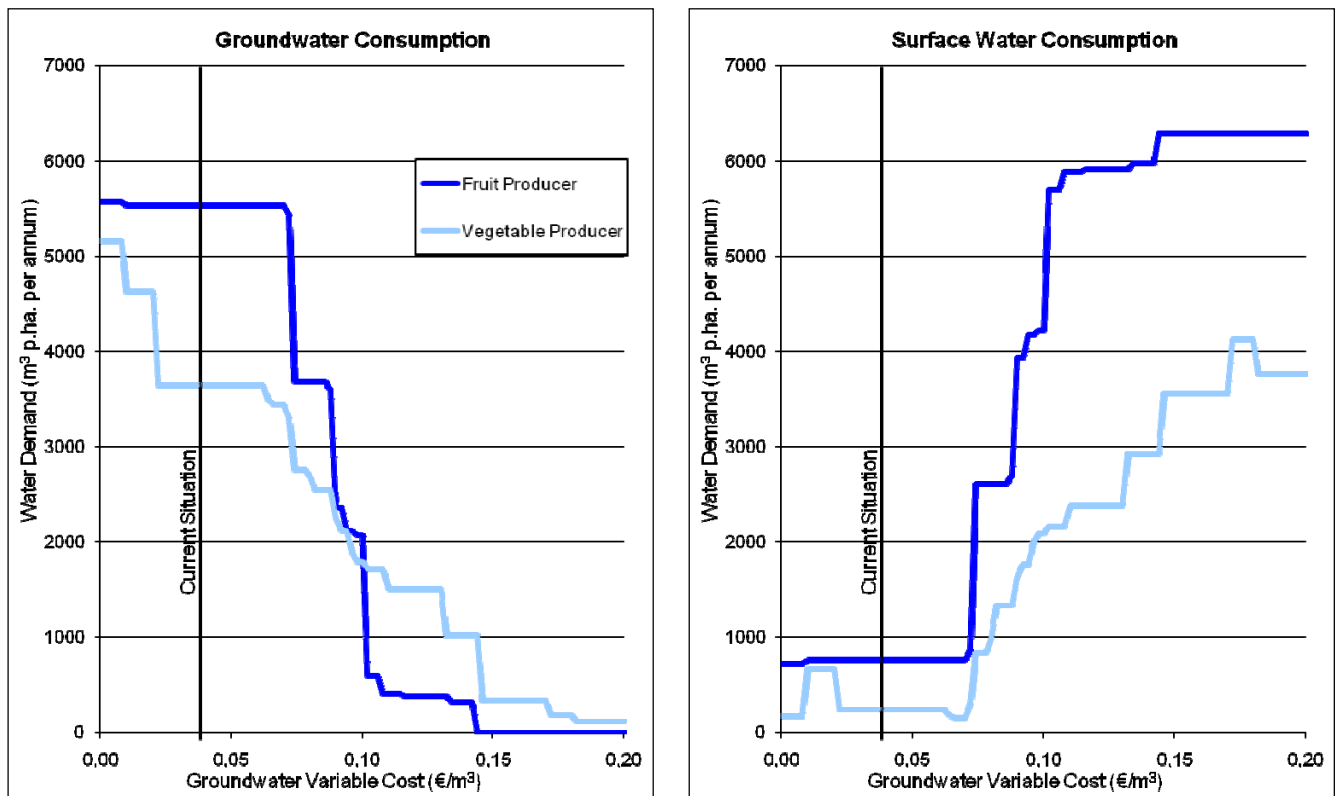 Groundwater Consumption
7000
6000
5000
4000
3000
2000
1000
0
Water Demand (m³ p.ha. per annum)
Current Situation
Fruit Producer
Vegetable Producer
0,00 0,05 0,10 0,15 0,20
Groundwater Variable Cost (€/m³)
Surface Water Consumption
7000
6000
5000
4000
3000
2000
1000
0
Water Demand (m³ p.ha. per annum)
Current Situation
0,00 0,05 0,10 0,15 0,20
Groundwater Variable Cost (€/m³)